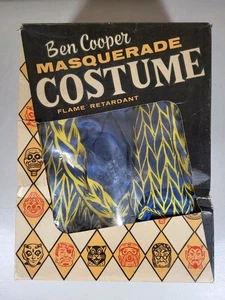 Ben Cooper
MASQUERADE
COSTUME
FLAME RETARDANT